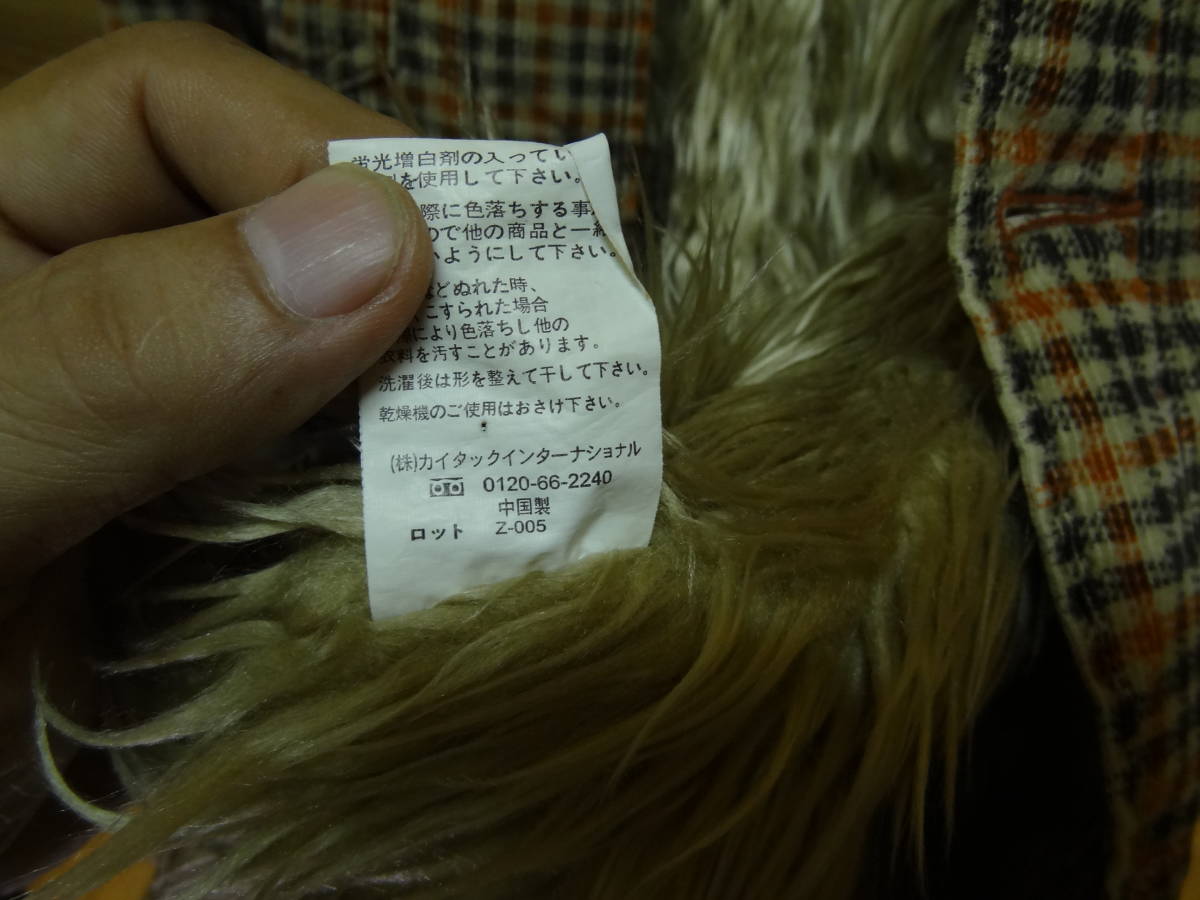 蛍光増白剤の入ってい
を使用して下さい。
際に色落ちする事
ので他の商品と一緒
いようにして下さい。
などぬれた時、
こすられた場合
により色落ちし他の
衣料を汚すことがあります。
洗濯後は形を整えて干して下さい。
乾燥機のご使用はおさけ下さい。
(株)カイタックインターナショナル
0120-66-2240
中国製
ロット Z-005